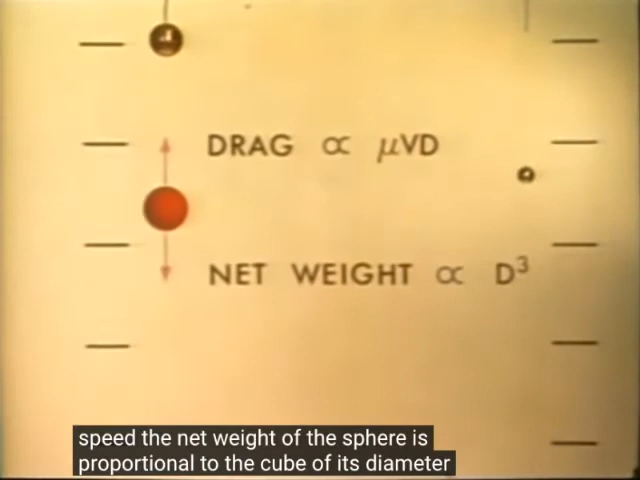 DRAG ∝ μVD
NET WEIGHT ∝ D³
speed the net weight of the sphere is
proportional to the cube of its diameter